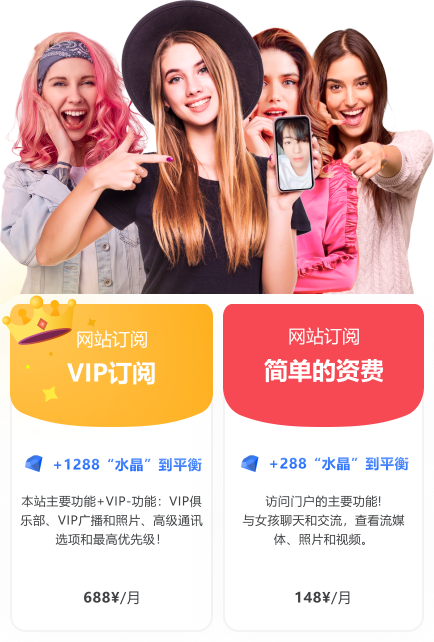 网站订阅
VIP订阅
+1288“水晶”到平衡
本站主要功能+VIP-功能：VIP俱
乐部、VIP广播和照片、高级通讯
选项和最高优先级！
688¥/月
网站订阅
简单的资费
+288“水晶”到平衡
访问门户的主要功能!
与女孩聊天和交流，查看流媒
体、照片和视频。
148¥/月